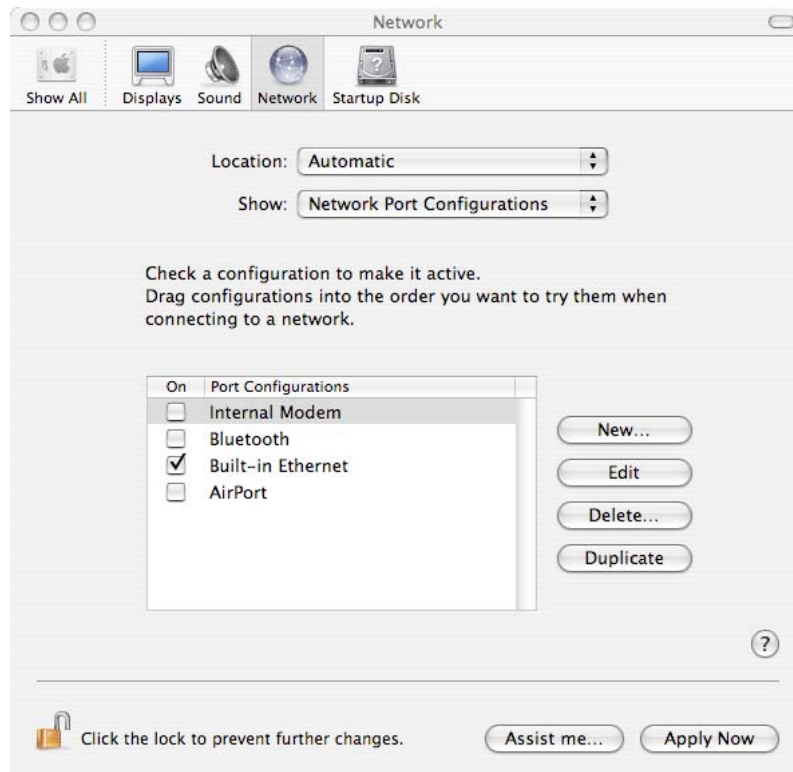 Network
Show All
Displays
Sound
Network
Startup Disk
Location: Automatic
Show: Network Port Configurations
Check a configuration to make it active.
Drag configurations into the order you want to try them when
connecting to a network.
On Port Configurations
Internal Modem
Bluetooth
Built-in Ethernet
AirPort
New...
Edit
Delete...
Duplicate
?
Click the lock to prevent further changes.
Assist me...
Apply Now